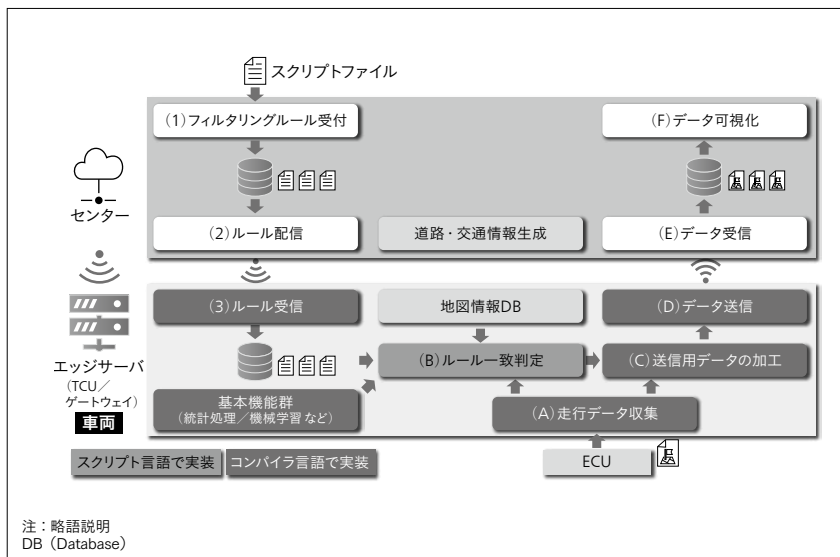 スクリプトファイル
(1)フィルタリングルール受付
(F)データ可視化
センター
(2)ルール配信
道路・交通情報生成
(E)データ受信
(3)ルール受信
地図情報DB
(D)データ送信
(B)ルール一致判定
(C)送信用データの加工
エッジサーバ
(TCU/
ゲートウェイ)
車両
基本機能群
(統計処理/機械学習 など)
(A)走行データ収集
スクリプト言語で実装
コンパイラ言語で実装
ECU
注:略語説明
DB(Database)